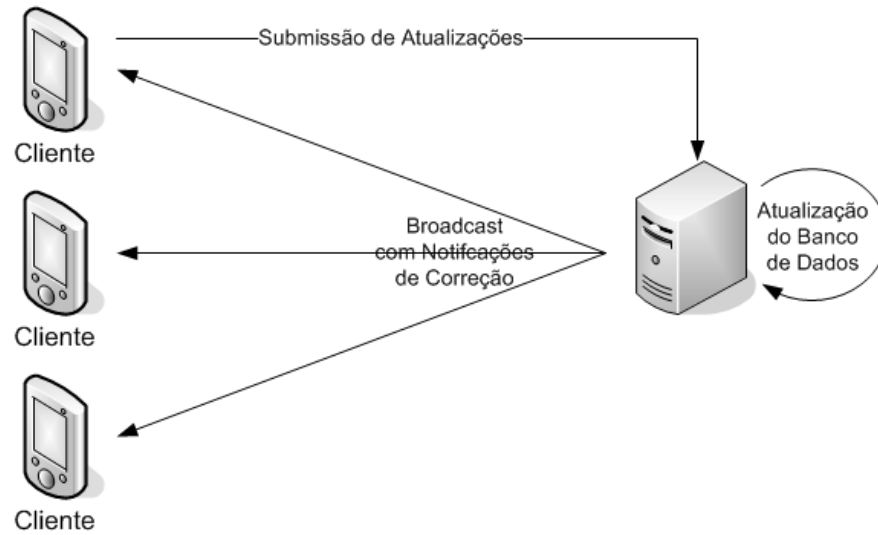 Submissão de Atualizações
Cliente
Broadcast
com Notifcações
de Correção
Atualização
do Banco
de Dados
Cliente
Cliente